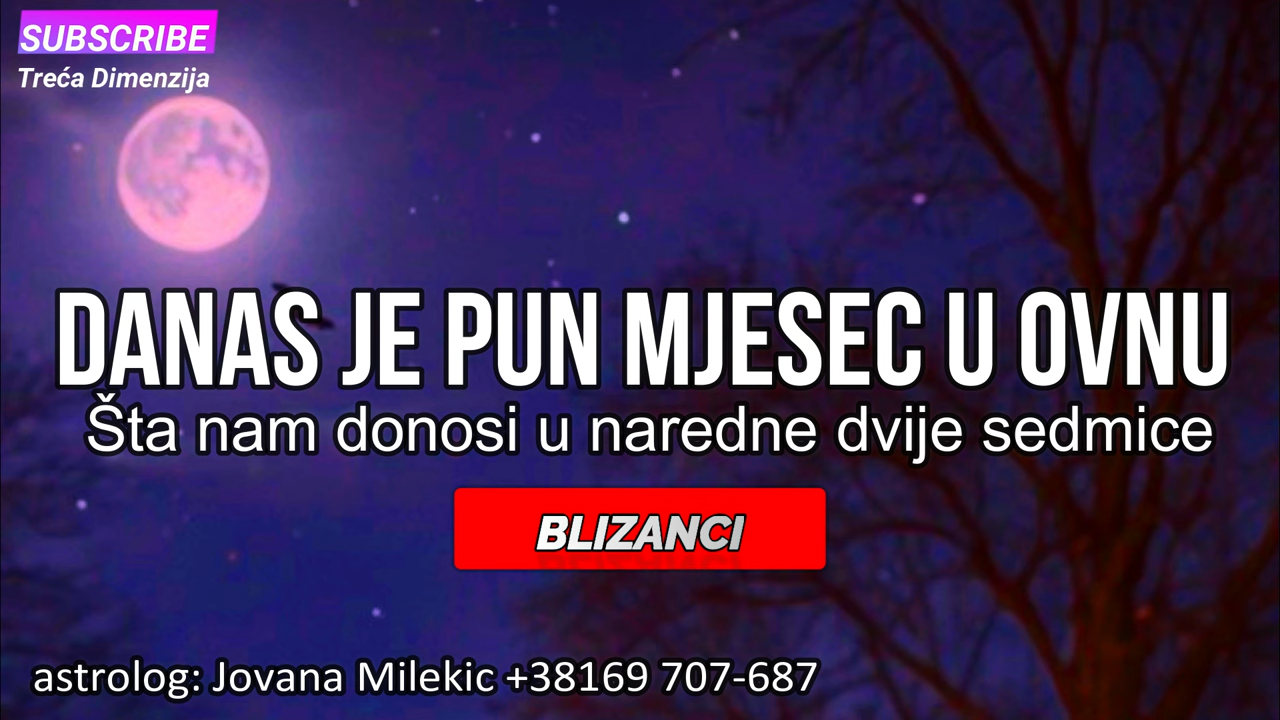 SUBSCRIBE
Treća Dimenzija
DANAS JE PUN MJESEC U OVNU
Šta nam donosi u naredne dvije sedmice
BLIZANCI
astrolog: Jovana Milekic +38169 707-687